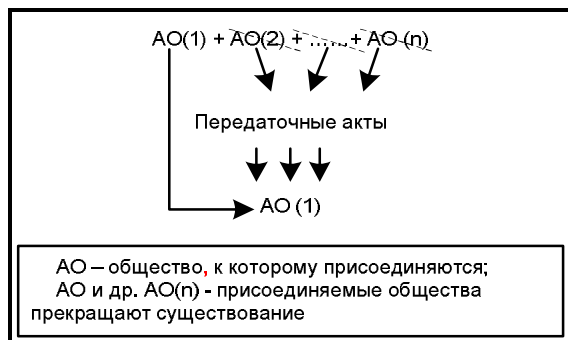 АО(1) + АО(2) + ....... + АО (n)
Передаточные акты
АО (1)
АО – общество, к которому присоединяются;
АО и др. АО(n) - присоединяемые общества
прекращают существование